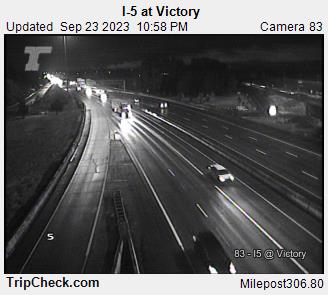 I-5 at Victory
Updated Sep 23 2023 10:58 PM Camera 83
T
S
83 - I5 @ Victory
TripCheck.com Milepost306.80